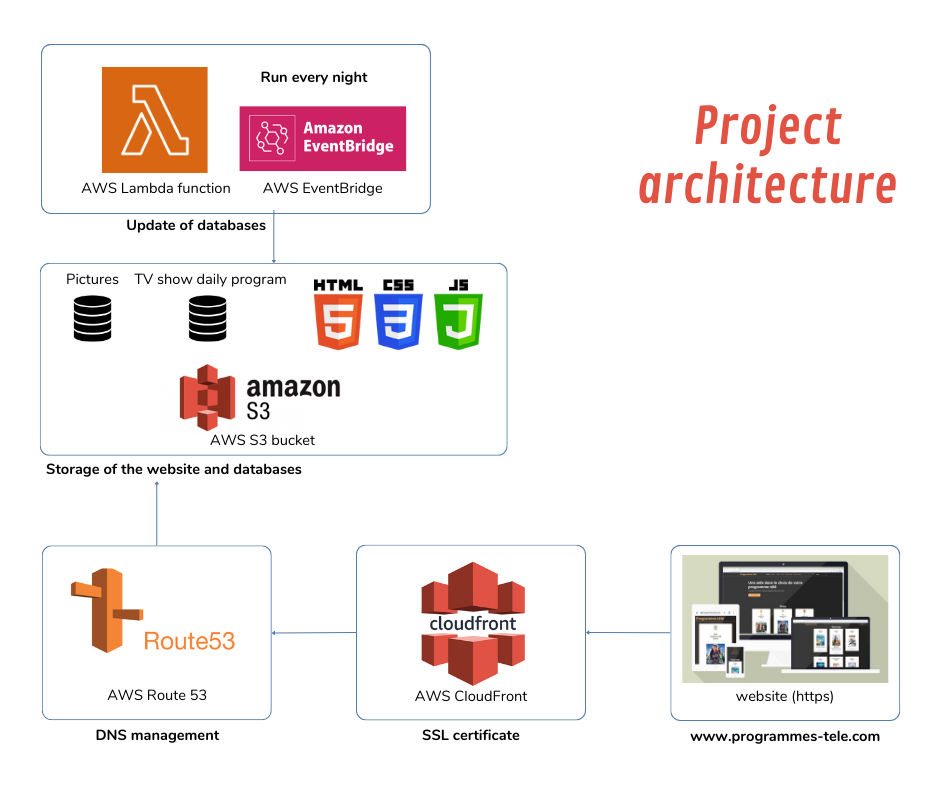 Project
architecture
Run every night
Amazon
EventBridge
AWS Lambda function
AWS EventBridge
Update of databases
Pictures
TV show daily program
HTML
CSS
JS
5
3
amazon
S3
AWS S3 bucket
Storage of the website and databases
Route53
AWS Route 53
DNS management
cloudfront
AWS CloudFront
SSL certificate
website (https)
www.programmes-tele.com